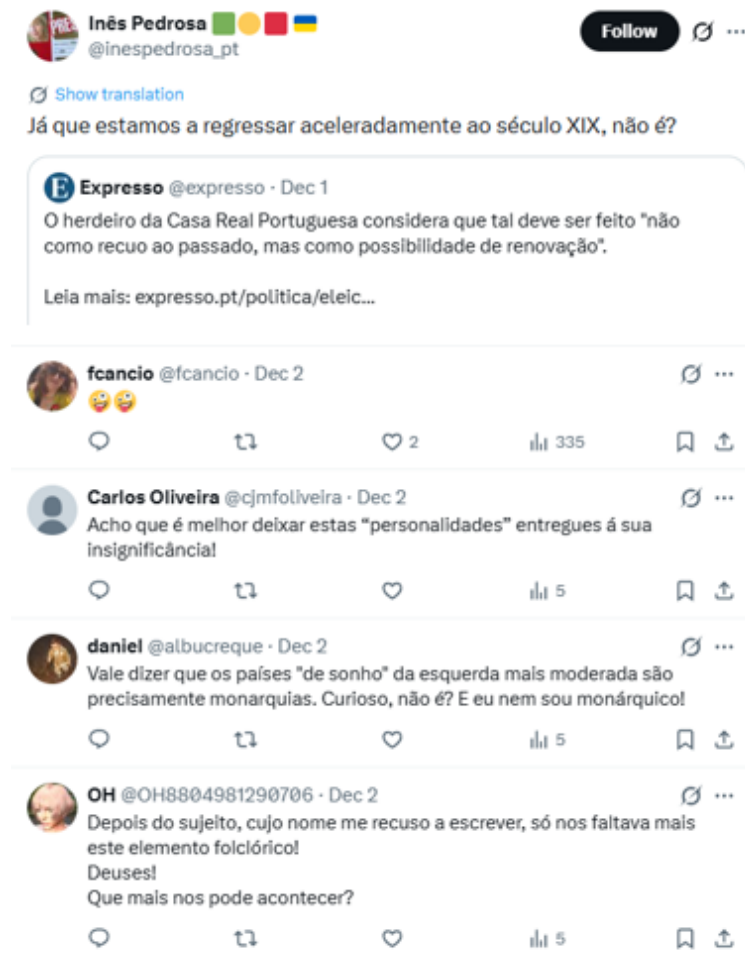 Inês Pedrosa
Follow
@inespedrosa_pt
Show translation
Já que estamos a regressar aceleradamente ao século XIX, não é?
E Expresso @expresso · Dec 1
O herdeiro da Casa Real Portuguesa considera que tal deve ser feito "não
como recuo ao passado, mas como possibilidade de renovação".
Leia mais: expresso.pt/politica/eleic...
fcancio @fcancio · Dec 2
2
335
Carlos Oliveira @cjmfoliveira · Dec 2
Acho que é melhor deixar estas “personalidades” entregues á sua
insignificância!
5
daniel @albucreque · Dec 2
Vale dizer que os países "de sonho" da esquerda mais moderada são
precisamente monarquias. Curioso, não é? E eu nem sou monárquico!
5
OH @OH8804981290706 · Dec 2
Depois do sujeito, cujo nome me recuso a escrever, só nos faltava mais
este elemento folclórico!
Deuses!
Que mais nos pode acontecer?
5